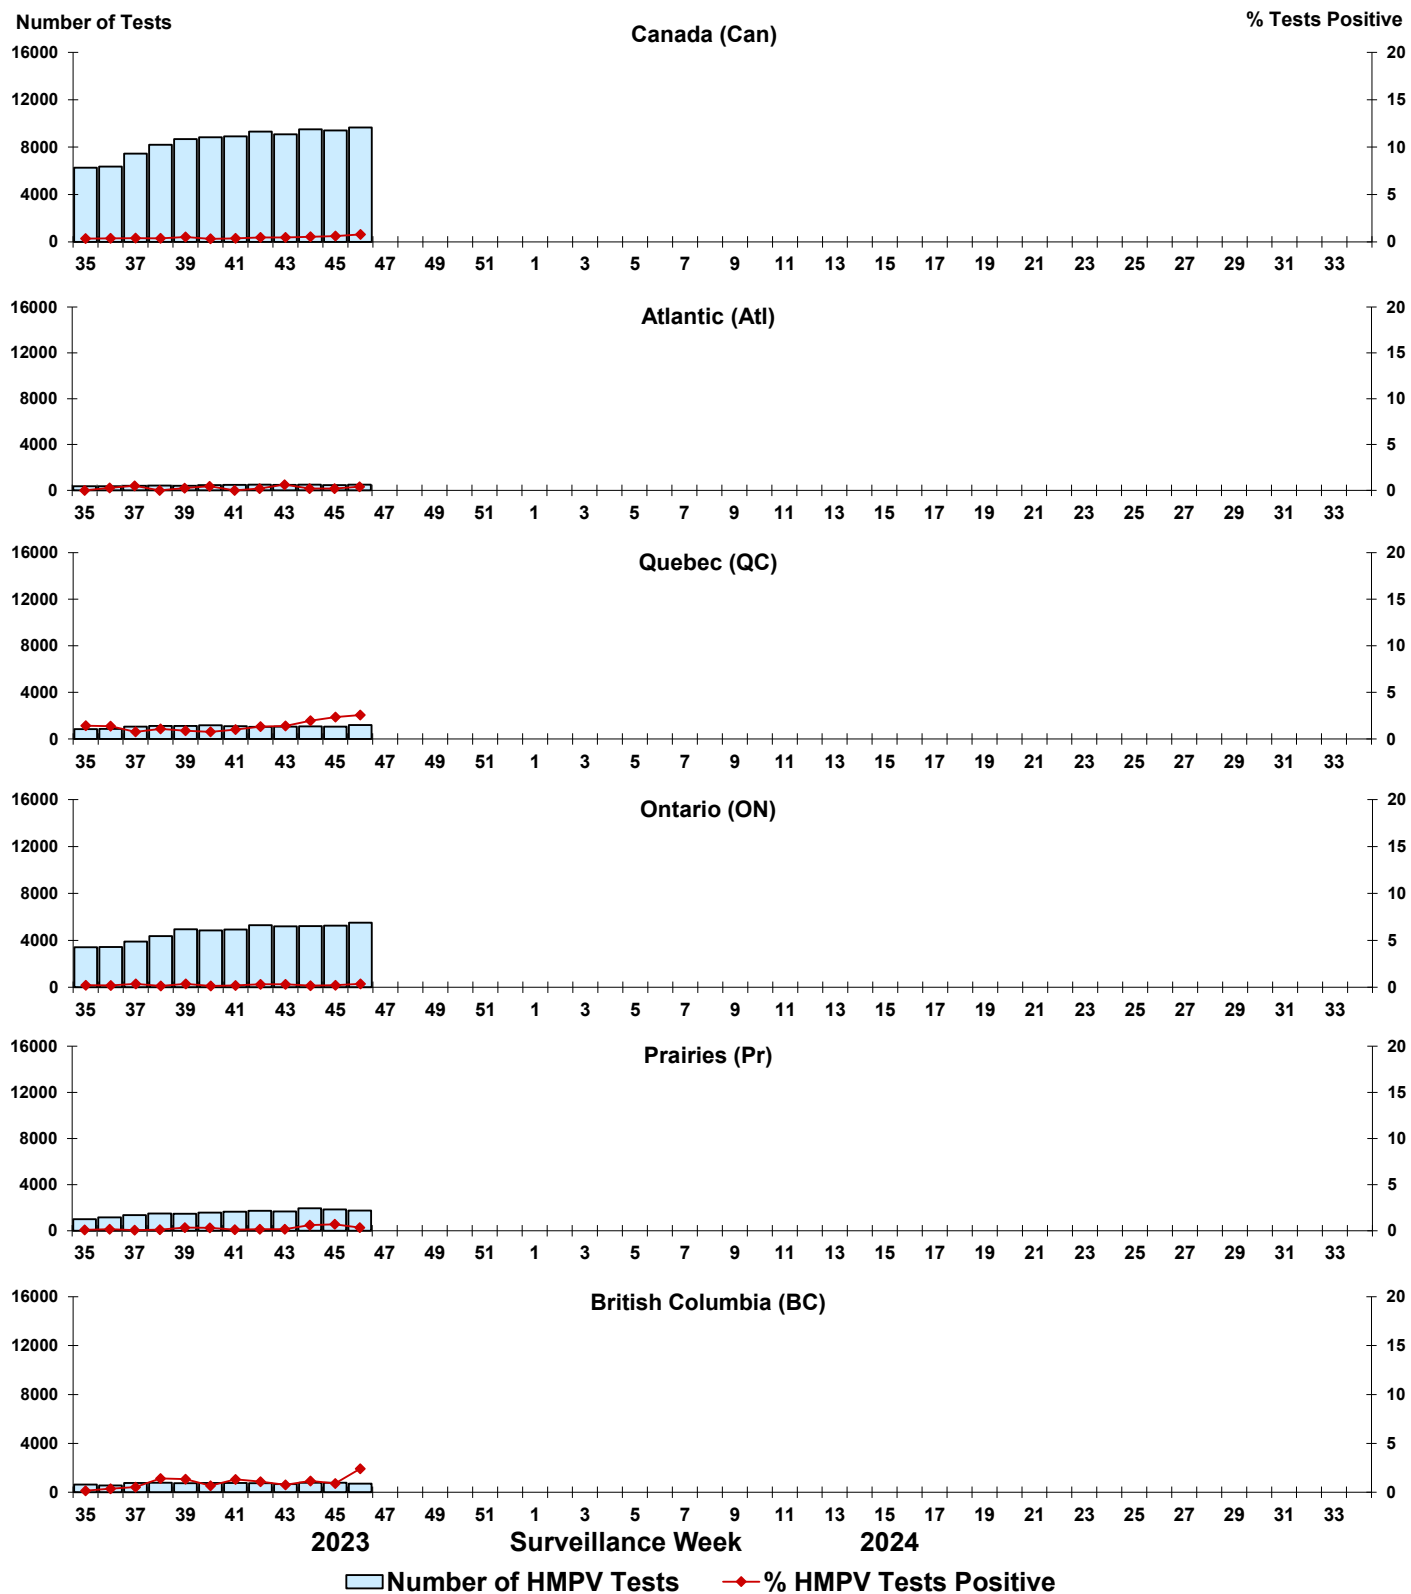 Number of Tests
% Tests Positive
Canada (Can)
16000 20
12000 15
8000 10
4000 5
0 0
35 37 39 41 43 45 47 49 51 1 3 5 7 9 11 13 15 17 19 21 23 25 27 29 31 33
Atlantic (Atl)
16000 20
12000 15
8000 10
4000 5
0 0
35 37 39 41 43 45 47 49 51 1 3 5 7 9 11 13 15 17 19 21 23 25 27 29 31 33
Quebec (QC)
16000 20
12000 15
8000 10
4000 5
0 0
35 37 39 41 43 45 47 49 51 1 3 5 7 9 11 13 15 17 19 21 23 25 27 29 31 33
Ontario (ON)
16000 20
12000 15
8000 10
4000 5
0 0
35 37 39 41 43 45 47 49 51 1 3 5 7 9 11 13 15 17 19 21 23 25 27 29 31 33
Prairies (Pr)
16000 20
12000 15
8000 10
4000 5
0 0
35 37 39 41 43 45 47 49 51 1 3 5 7 9 11 13 15 17 19 21 23 25 27 29 31 33
British Columbia (BC)
16000 20
12000 15
8000 10
4000 5
0 0
35 37 39 41 43 45 47 49 51 1 3 5 7 9 11 13 15 17 19 21 23 25 27 29 31 33
2023 Surveillance Week 2024
Number of HMPV Tests % HMPV Tests Positive